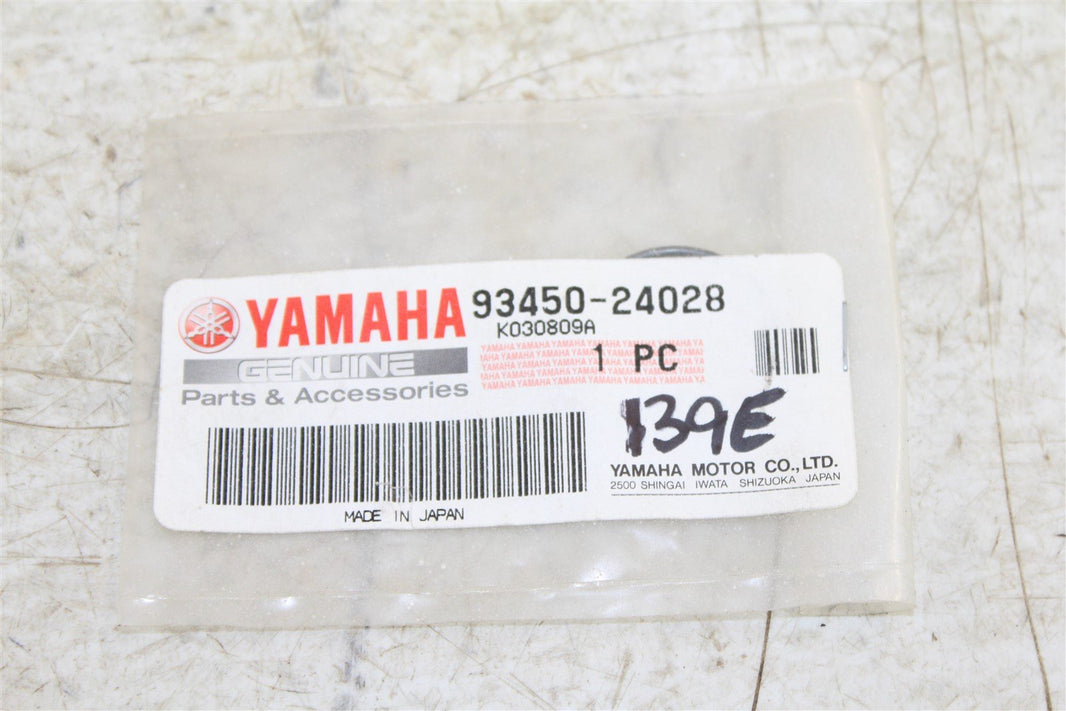 YAMAHA 93450-24028
K030809A
GENUINE
YAMAHA YAMAHA YAMAHA YAMAHA YAMAHA YAMAHA
1 PC
Parts & Accessories
139E
YAMAHA MOTOR CO.,LTD.
2500 SHINGAI IWATA SHIZUOKA JAPAN
MADE IN JAPAN